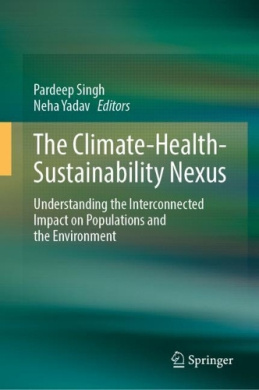 Pardeep Singh
Neha Yadav Editors
The Climate-Health-
Sustainability Nexus
Understanding the Interconnected
Impact on Populations and
the Environment
Springer